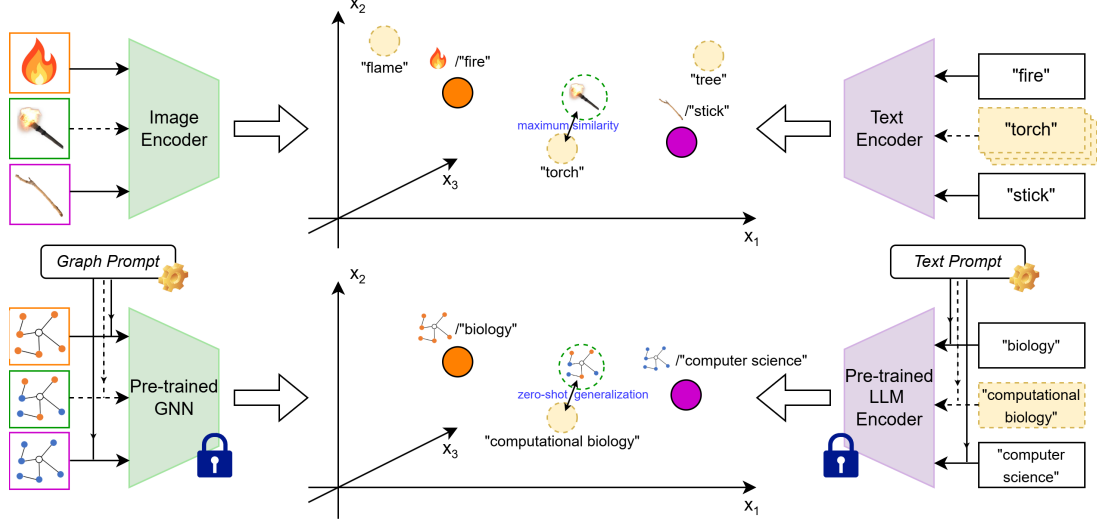 x2
Image
Encoder
"flame"
/"fire"
"tree"
/"stick"
maximum similarity
"torch"
x3
x1
Text
Encoder
"fire"
"torch"
"stick"
Graph Prompt
Pre-trained
GNN
x2
/"biology"
/"computer science"
zero-shot generalization
"computational biology"
x3
x1
Text Prompt
Pre-trained
LLM
Encoder
"biology"
"computational
biology"
"computer
science"